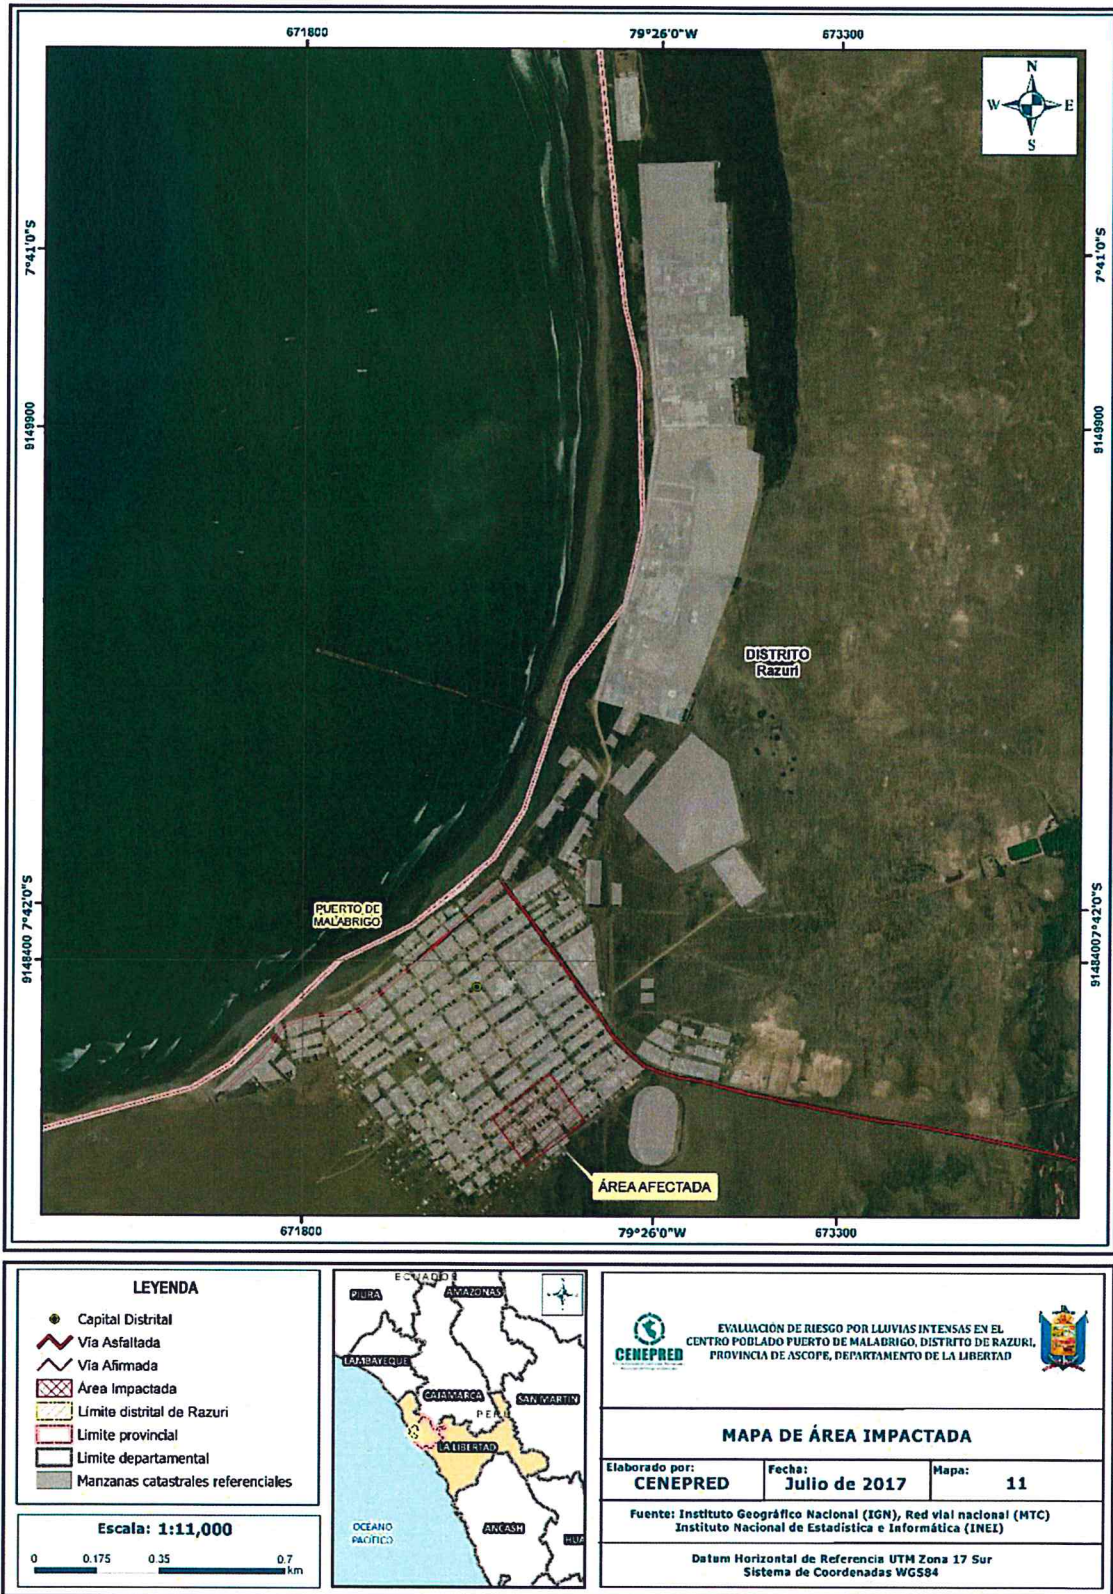 671800
79°26'0"W
673300
N
W
E
S
7°41'0"S
7°41'0"S
9149900
9149900
DISTRITO
Razuri
PUERTO DE
MALABRIGO
9148400 7°42'0"S
91484007°42'0"S
ÁREA AFECTADA
671800
79°26'0"W
673300
LEYENDA
Capital Distrital
Vía Asfaltada
Vía Afirmada
Área Impactada
Límite distrital de Razuri
Limite provincial
Limite departamental
Manzanas catastrales referenciales
Escala: 1:11,000
0 0.175 0.35 0.7
km
ECUADOR
PIURA
AMAZONAS
LAMBAYEQUE
CAJAMARCA
SAN MARTIN
PERU
LA LIBERTAD
OCEANO
PACIFICO
ANCASH
HUA
CENEPRED
EVALUACIÓN DE RIESGO POR LLUVIAS INTENSAS EN EL
CENTRO POBLADO PUERTO DE MALABRIGO, DISTRITO DE RAZURI,
PROVINCIA DE ASCOPE, DEPARTAMENTO DE LA LIBERTAD
MAPA DE ÁREA IMPACTADA
Elaborado por:
CENEPRED
Fecha:
Julio de 2017
Mapa:
11
Fuente: Instituto Geográfico Nacional (IGN), Red vial nacional (MTC)
Instituto Nacional de Estadística e Informática (INEI)
Datum Horizontal de Referencia UTM Zona 17 Sur
Sistema de Coordenadas WGS84